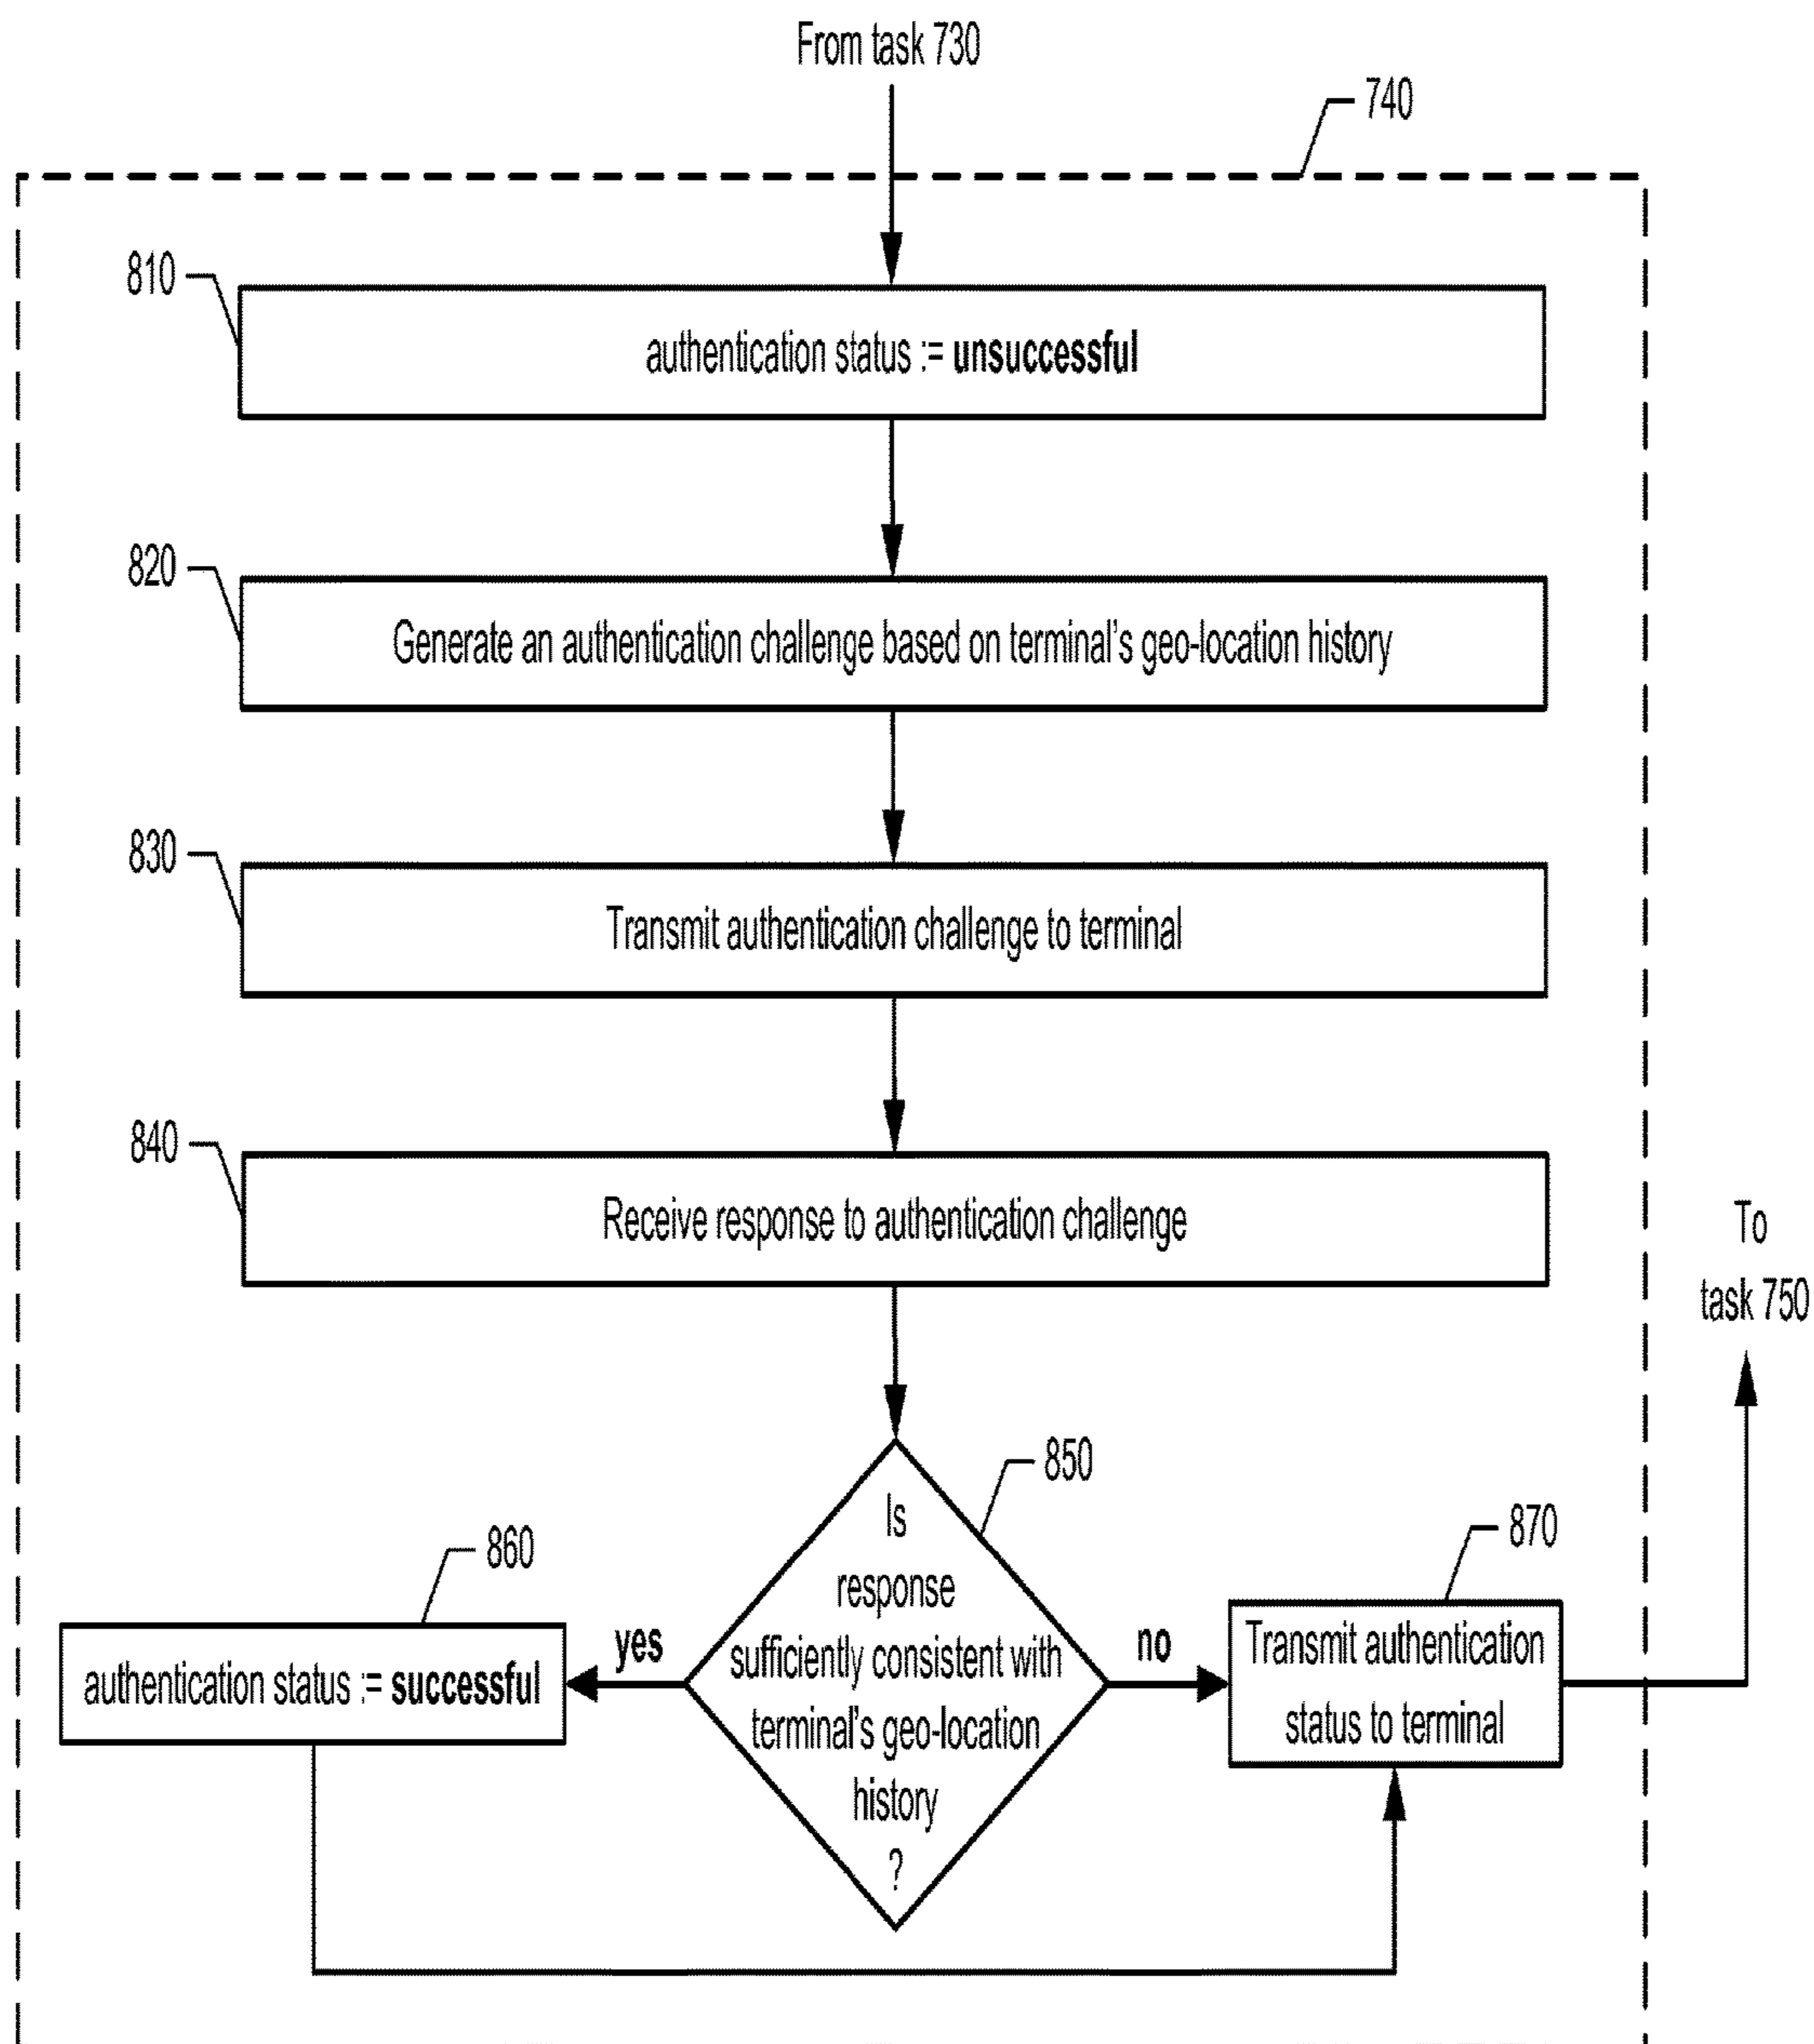 From task 730
740
810
authentication status := unsuccessful
820
Generate an authentication challenge based on terminal's geo-location history
830
Transmit authentication challenge to terminal
840
Receive response to authentication challenge
To
task 750
850
Is
response
sufficiently consistent with
terminal's geo-location
history
?
860
yes
authentication status := successful
no
870
Transmit authentication
status to terminal